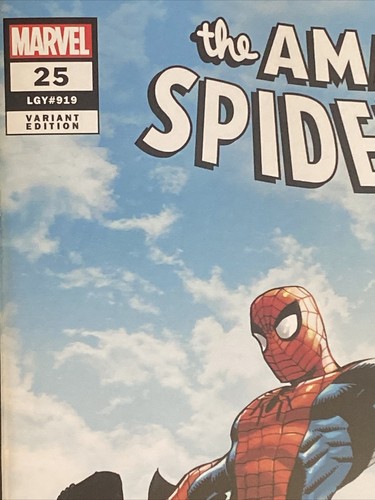 MARVEL
25
LGY#919
VARIANT
EDITION
the AM
SPIDE